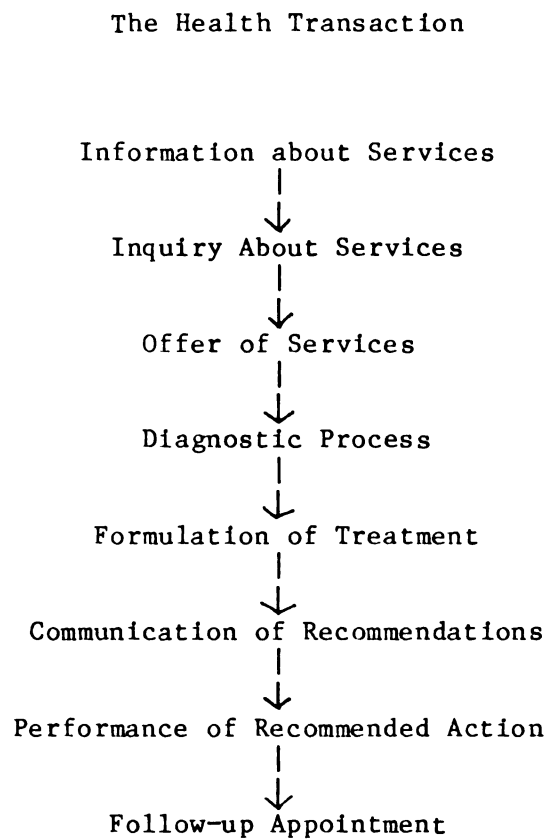 The Health Transaction
Information about Services
Inquiry About Services
Offer of Services
Diagnostic Process
Formulation of Treatment
Communication of Recommendations
Performance of Recommended Action
Follow-up Appointment